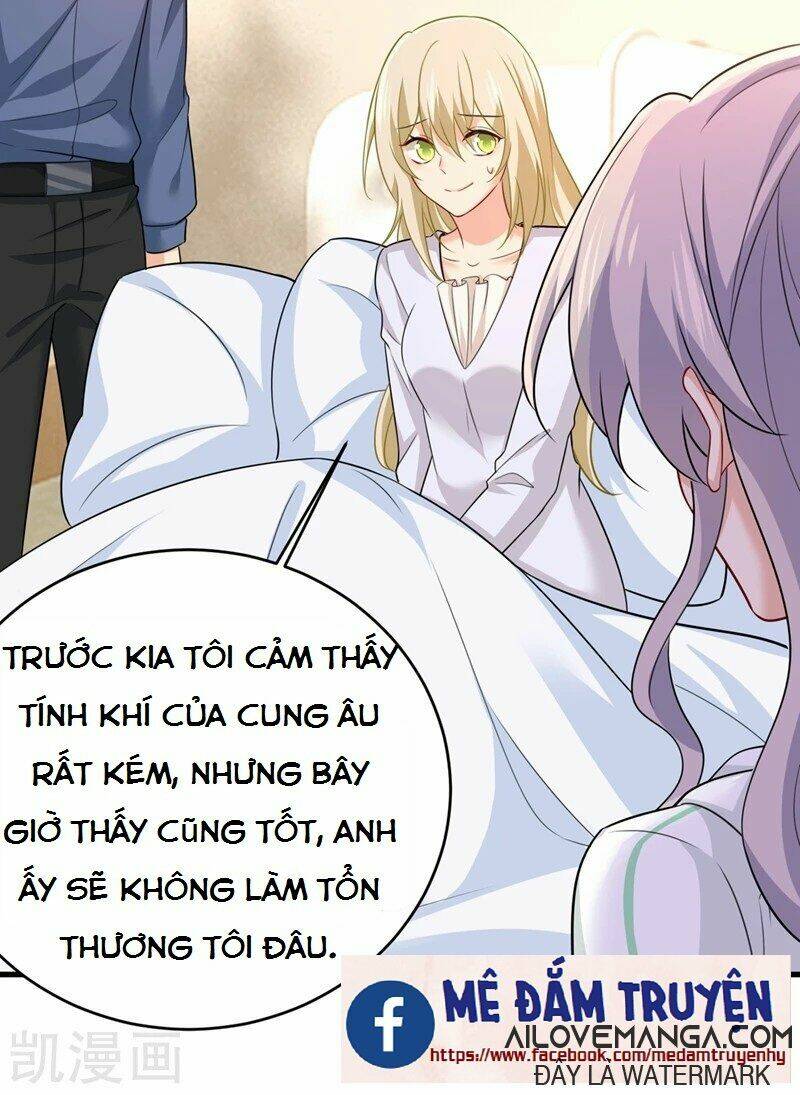 TRƯỚC KIA TÔI CẢM THẤY
TÍNH KHÍ CỦA CUNG ÂU
RẤT KÉM, NHƯNG BÂY
GIỜ THẤY CŨNG TỐT, ANH
ẤY SẼ KHÔNG LÀM TỔN
THƯƠNG TÔI ĐÂU.
凯漫画
f MÊ ĐẮM TRUYỆN
AILOVEMANGA.COM
https://www.facebook.com/medamtruyenhy
ĐÂY LÀ WATERMARK